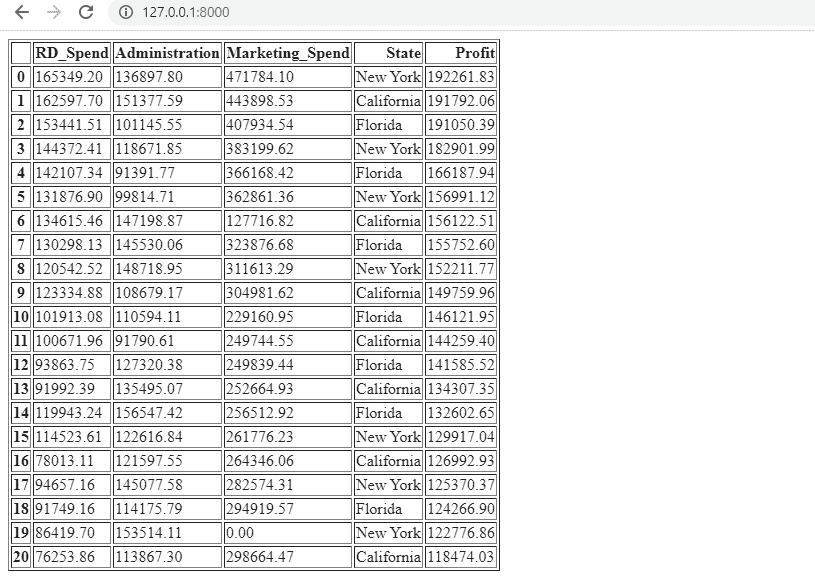 127.0.0.1:8000
RD_Spend Administration Marketing_Spend State Profit
0 165349.20 136897.80 471784.10 New York 192261.83
1 162597.70 151377.59 443898.53 California 191792.06
2 153441.51 101145.55 407934.54 Florida 191050.39
3 144372.41 118671.85 383199.62 New York 182901.99
4 142107.34 91391.77 366168.42 Florida 166187.94
5 131876.90 99814.71 362861.36 New York 156991.12
6 134615.46 147198.87 127716.82 California 156122.51
7 130298.13 145530.06 323876.68 Florida 155752.60
8 120542.52 148718.95 311613.29 New York 152211.77
9 123334.88 108679.17 304981.62 California 149759.96
10 101913.08 110594.11 229160.95 Florida 146121.95
11 100671.96 91790.61 249744.55 California 144259.40
12 93863.75 127320.38 249839.44 Florida 141585.52
13 91992.39 135495.07 252664.93 California 134307.35
14 119943.24 156547.42 256512.92 Florida 132602.65
15 114523.61 122616.84 261776.23 New York 129917.04
16 78013.11 121597.55 264346.06 California 126992.93
17 94657.16 145077.58 282574.31 New York 125370.37
18 91749.16 114175.79 294919.57 Florida 124266.90
19 86419.70 153514.11 0.00 New York 122776.86
20 76253.86 113867.30 298664.47 California 118474.03